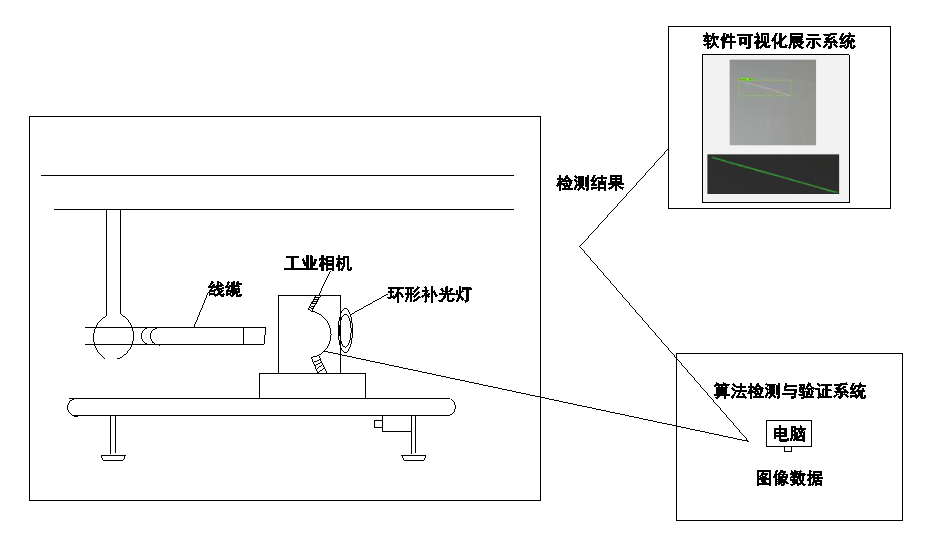 软件可视化展示系统
检测结果
工业相机
线缆
环形补光灯
算法检测与验证系统
电脑
图像数据